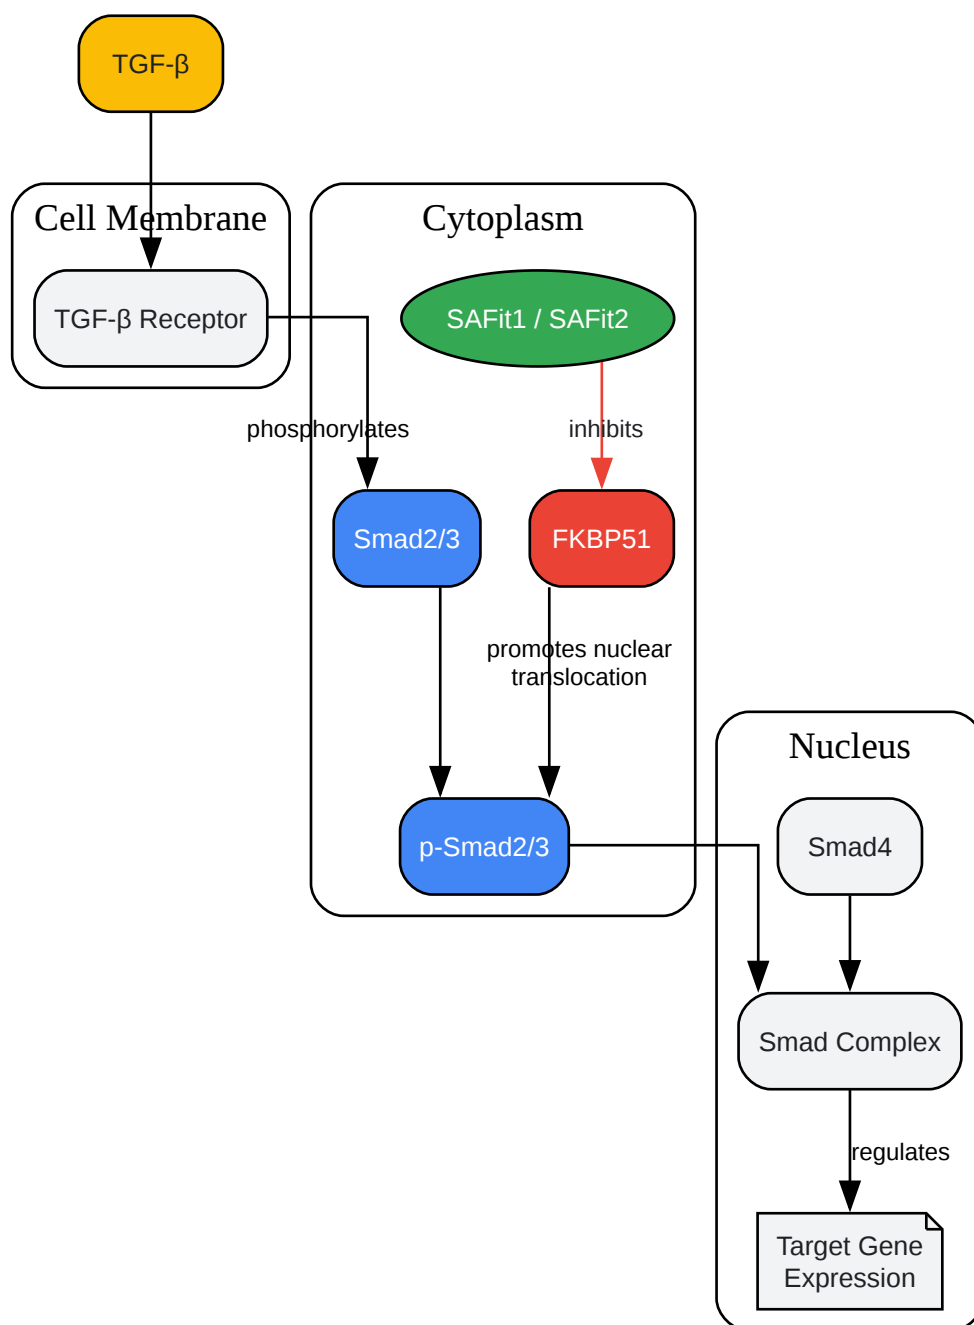 TGF-β
Cell Membrane
TGF-β Receptor
Cytoplasm
SAFit1 / SAFit2
phosphorylates
inhibits
Smad2/3
FKBP51
promotes nuclear
translocation
p-Smad2/3
Nucleus
Smad4
Smad Complex
regulates
Target Gene
Expression